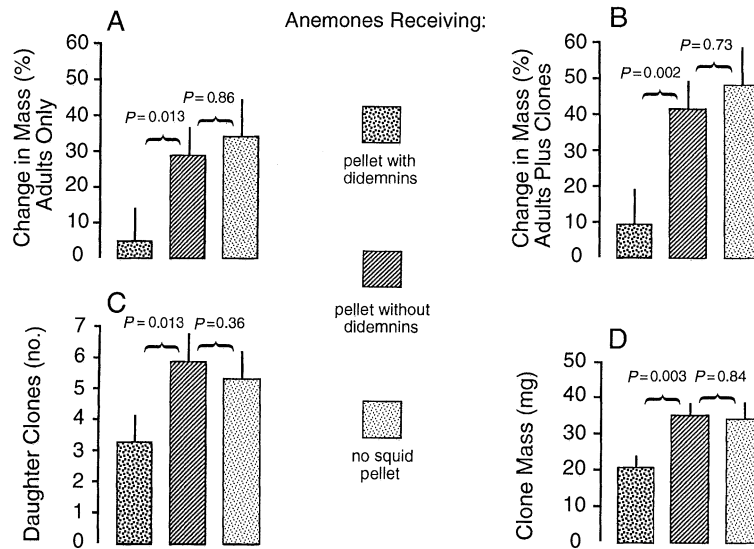 Anemones Receiving:
A
Change in Mass (%)
Adults Only
60
50
40
30
20
10
0
P = 0.013
P = 0.86
pellet with
didemnins
pellet without
didemnins
no squid
pellet
B
Change in Mass (%)
Adults Plus Clones
60
50
40
30
20
10
0
P = 0.002
P = 0.73
C
Daughter Clones (no.)
7
6
5
4
3
2
1
0
P = 0.013
P = 0.36
D
Clone Mass (mg)
50
40
30
20
10
0
P = 0.003
P = 0.84